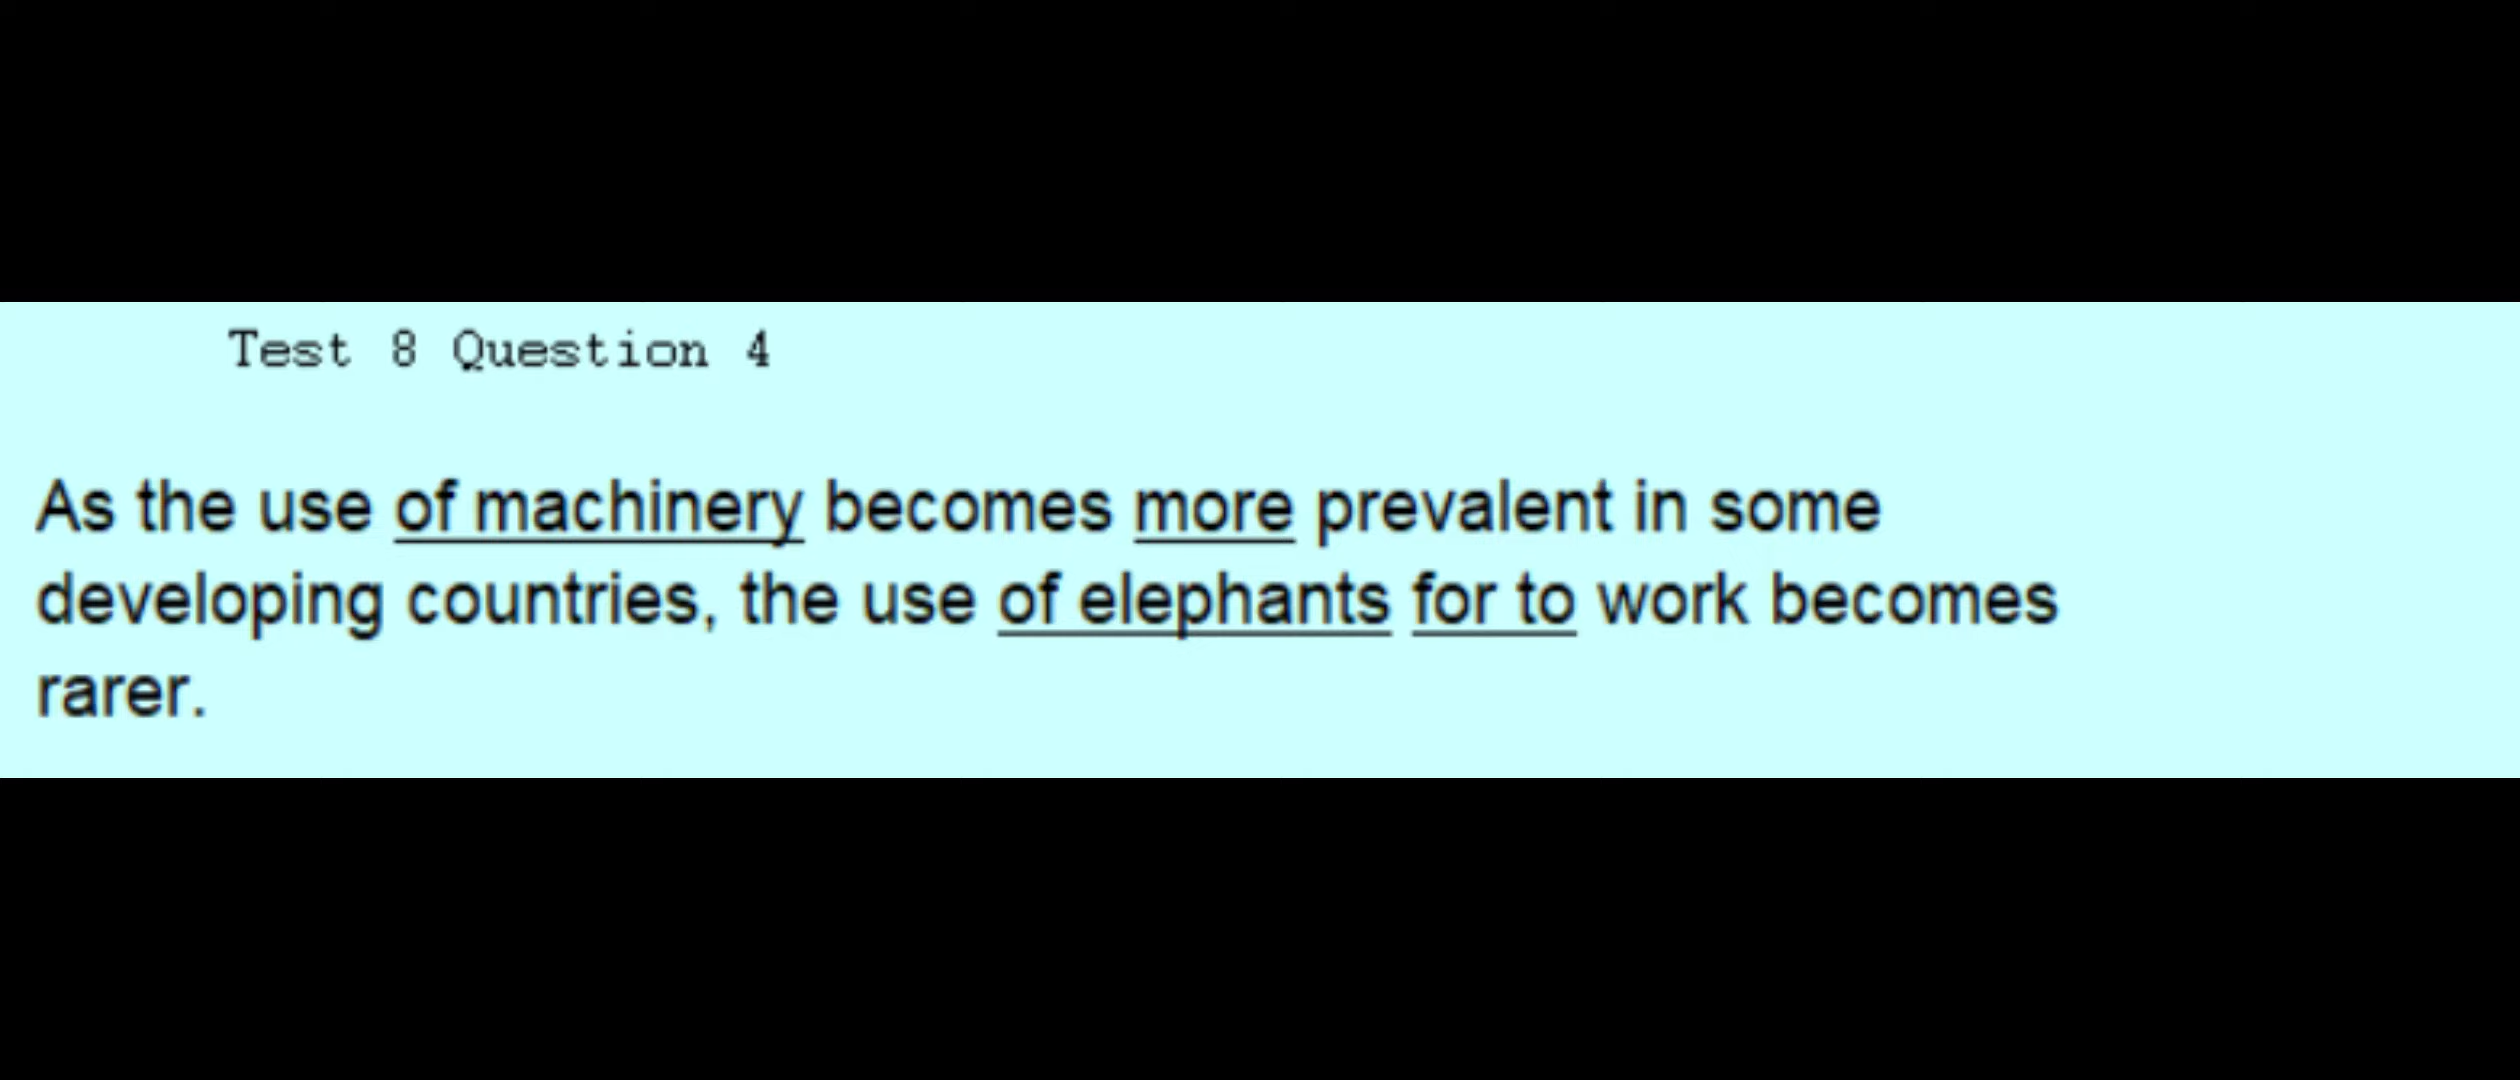 Test 8 Question 4
As the use of machinery becomes more prevalent in some
developing countries, the use of elephants for to work becomes
rarer.